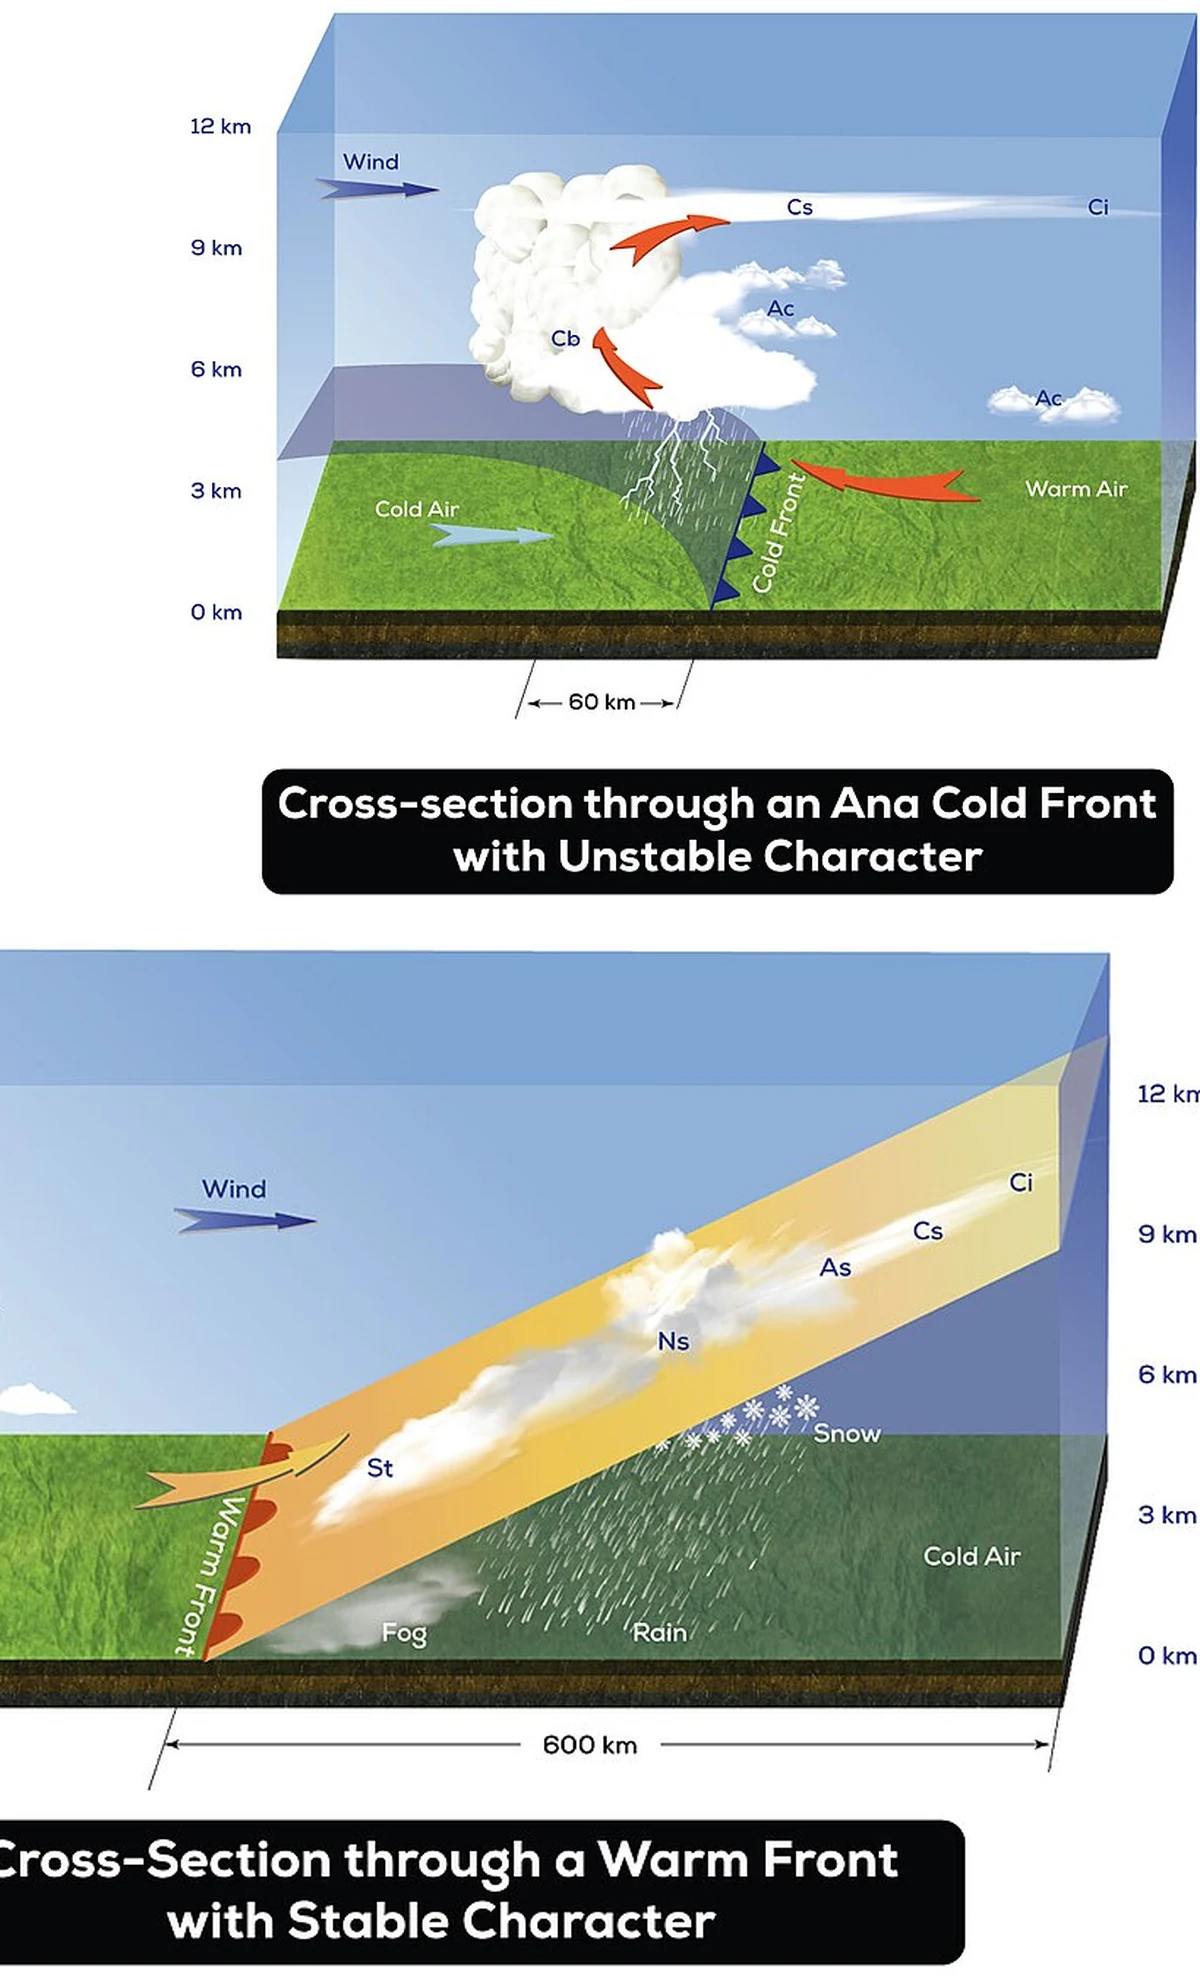 12 km
Wind
Cs
Ci
9 km
Ac
Cb
6 km
Ac
3 km
Warm Air
Cold Air
Cold Front
0 km
60 km
Cross-section through an Ana Cold Front
with Unstable Character
12 km
Wind
Ci
Cs
9 km
As
Ns
6 km
Snow
St
3 km
Warm Front
Cold Air
Fog
Rain
0 km
600 km
Cross-Section through a Warm Front
with Stable Character